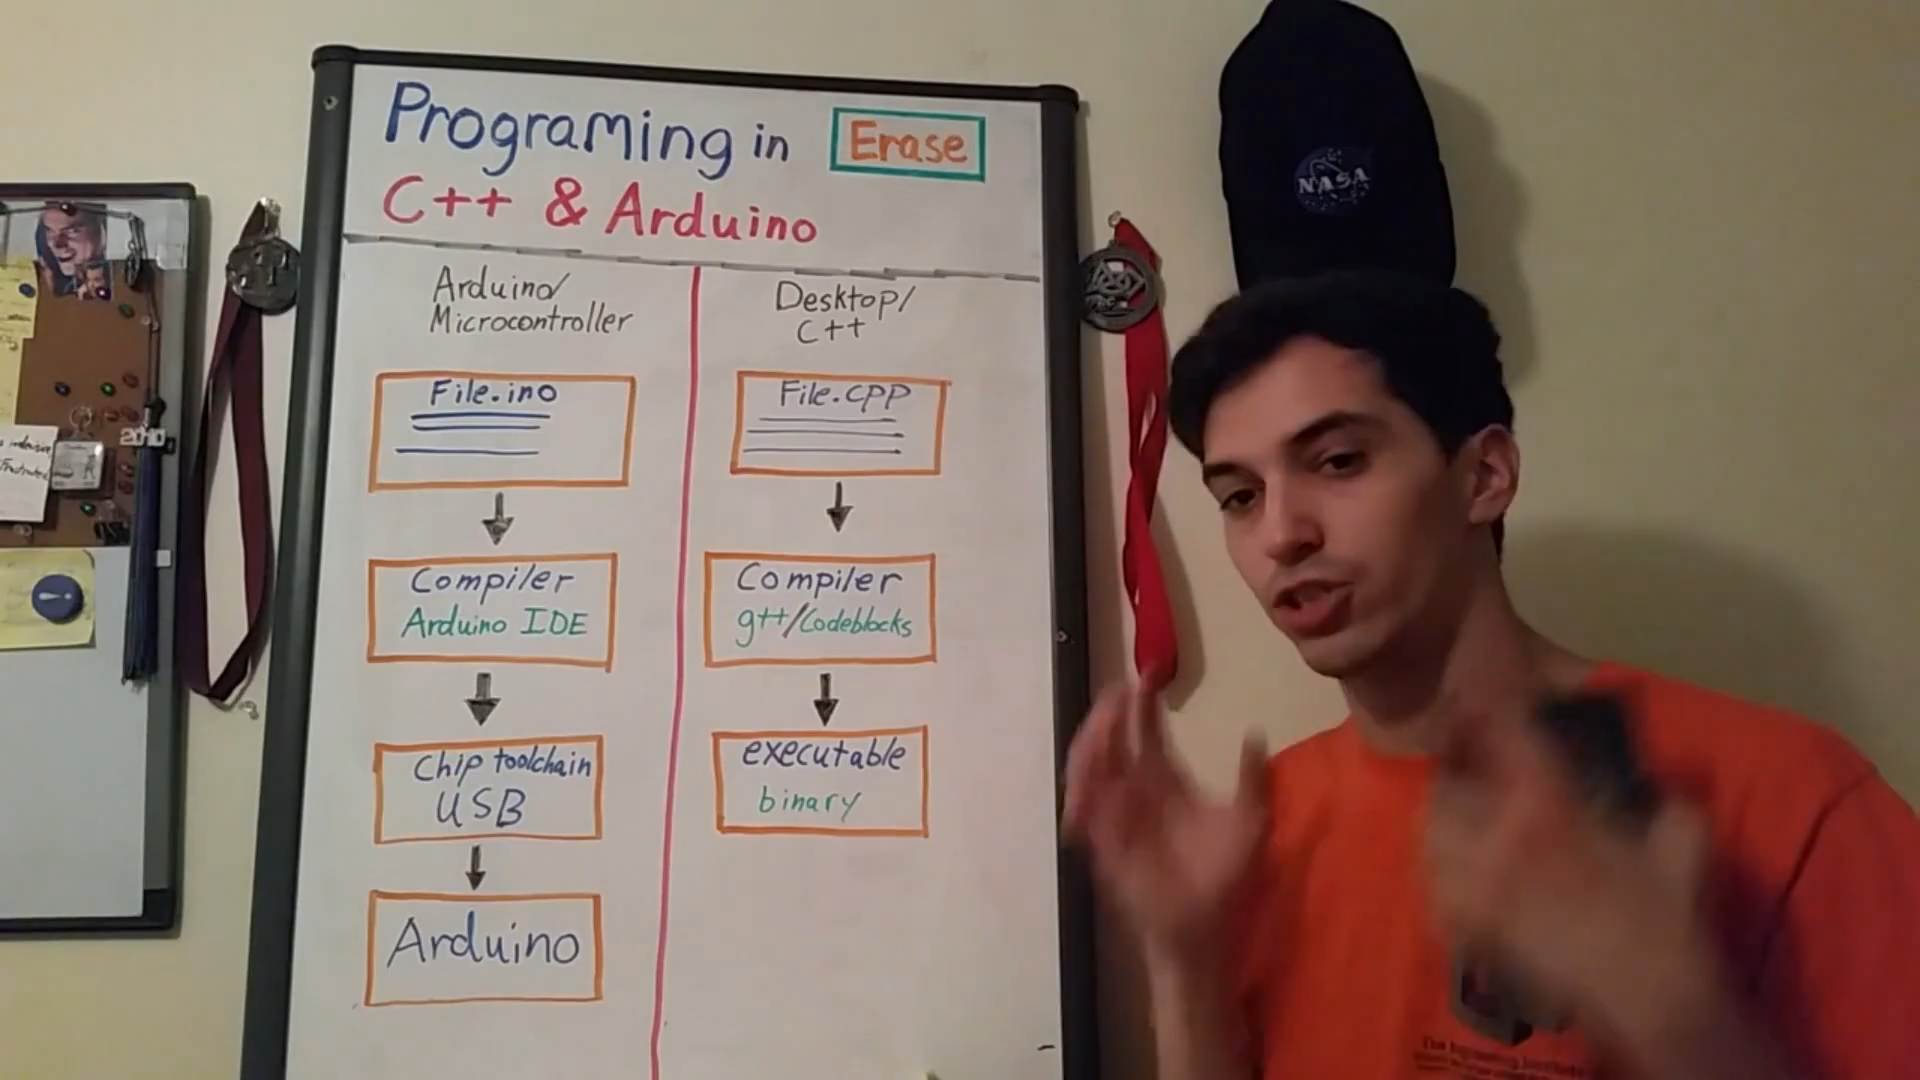 Programing in
Erase
C++ & Arduino
Arduino/
Microcontroller
File.ino
Compiler
Arduino IDE
Chip toolchain
USB
Arduino
Desktop/
C++
File.cpp
Compiler
g++/Codeblocks
executable
binary
NASA
2010